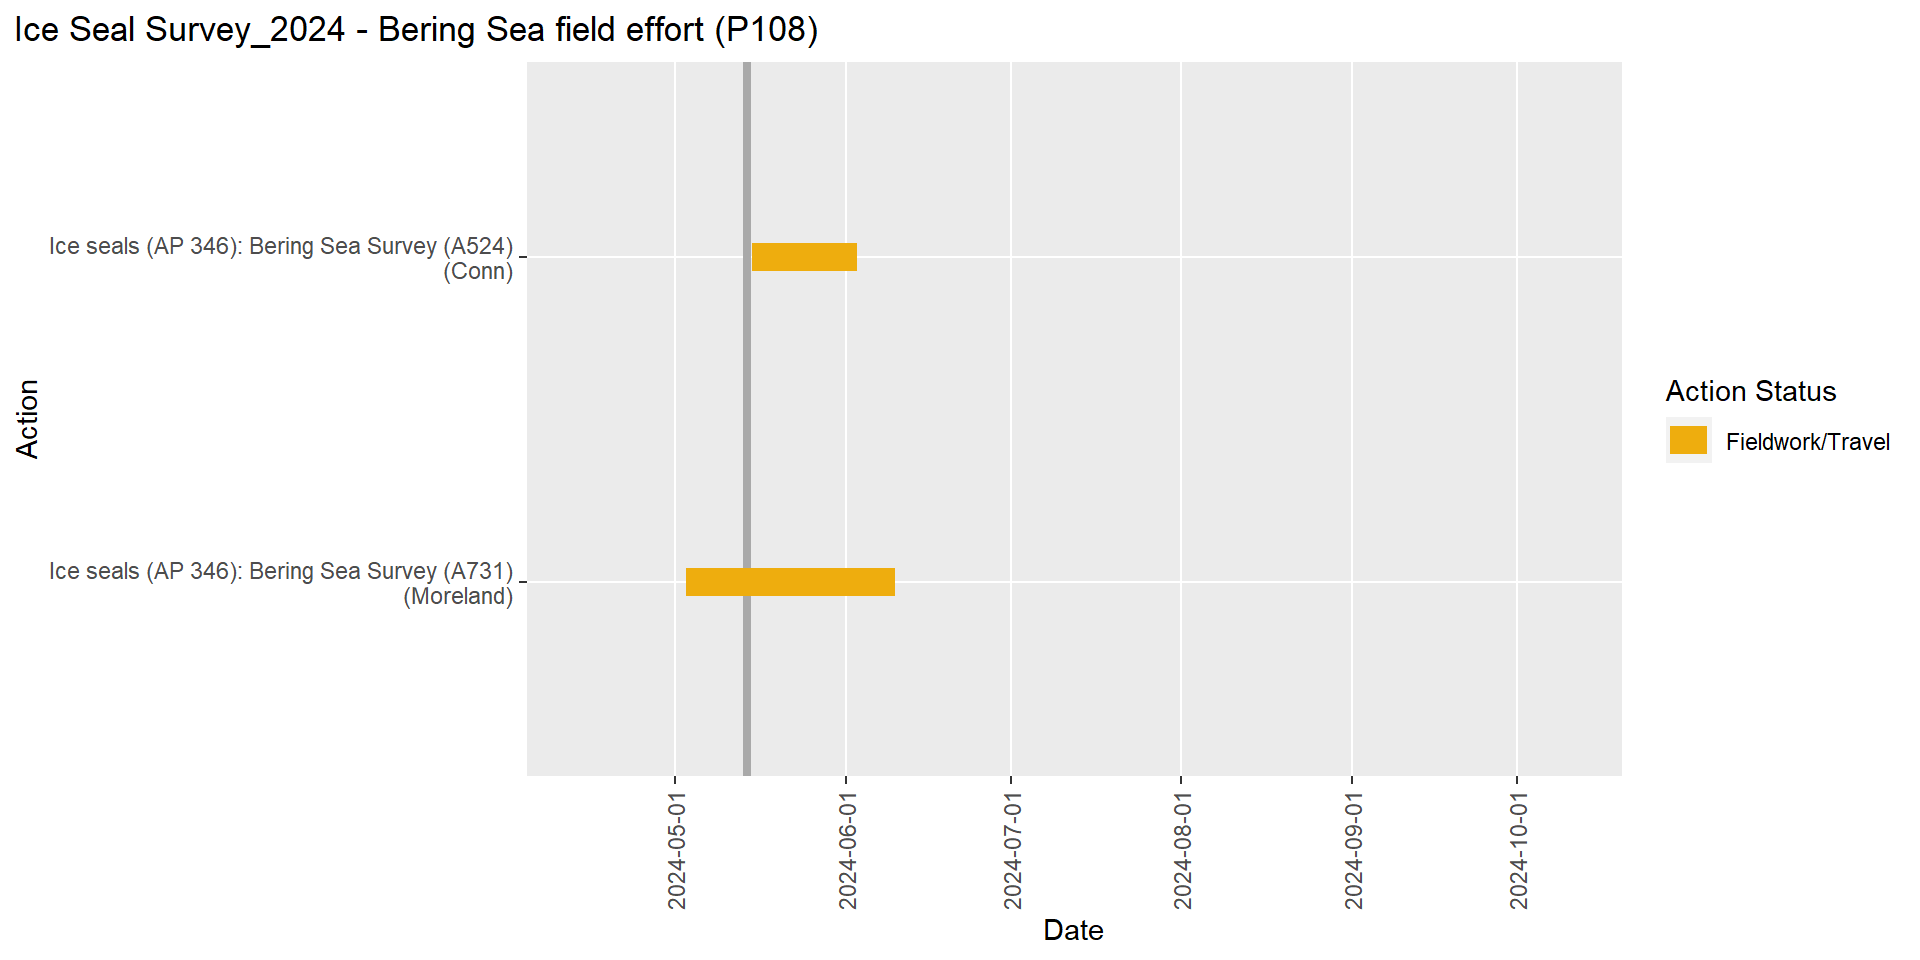 Ice Seal Survey_2024 - Bering Sea field effort (P108)
Ice seals (AP 346): Bering Sea Survey (A524)
(Conn)
Action
Ice seals (AP 346): Bering Sea Survey (A731)
(Moreland)
Action Status
Fieldwork/Travel
2024-05-01
2024-06-01
2024-07-01
2024-08-01
2024-09-01
2024-10-01
Date